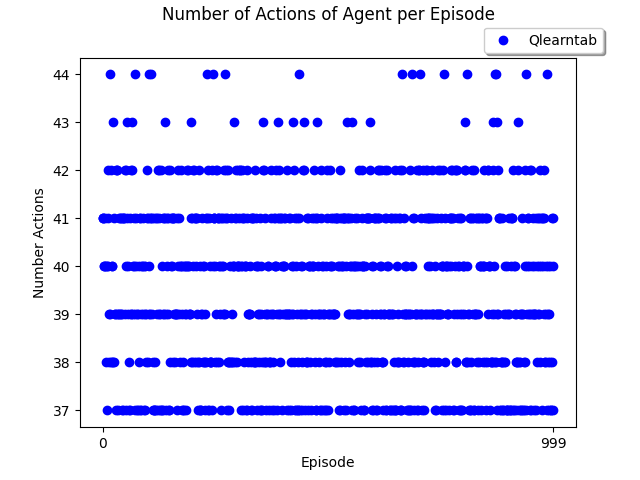 Number of Actions of Agent per Episode
Qlearntab
44
43
42
41
40
39
38
37
Number Actions
0
999
Episode